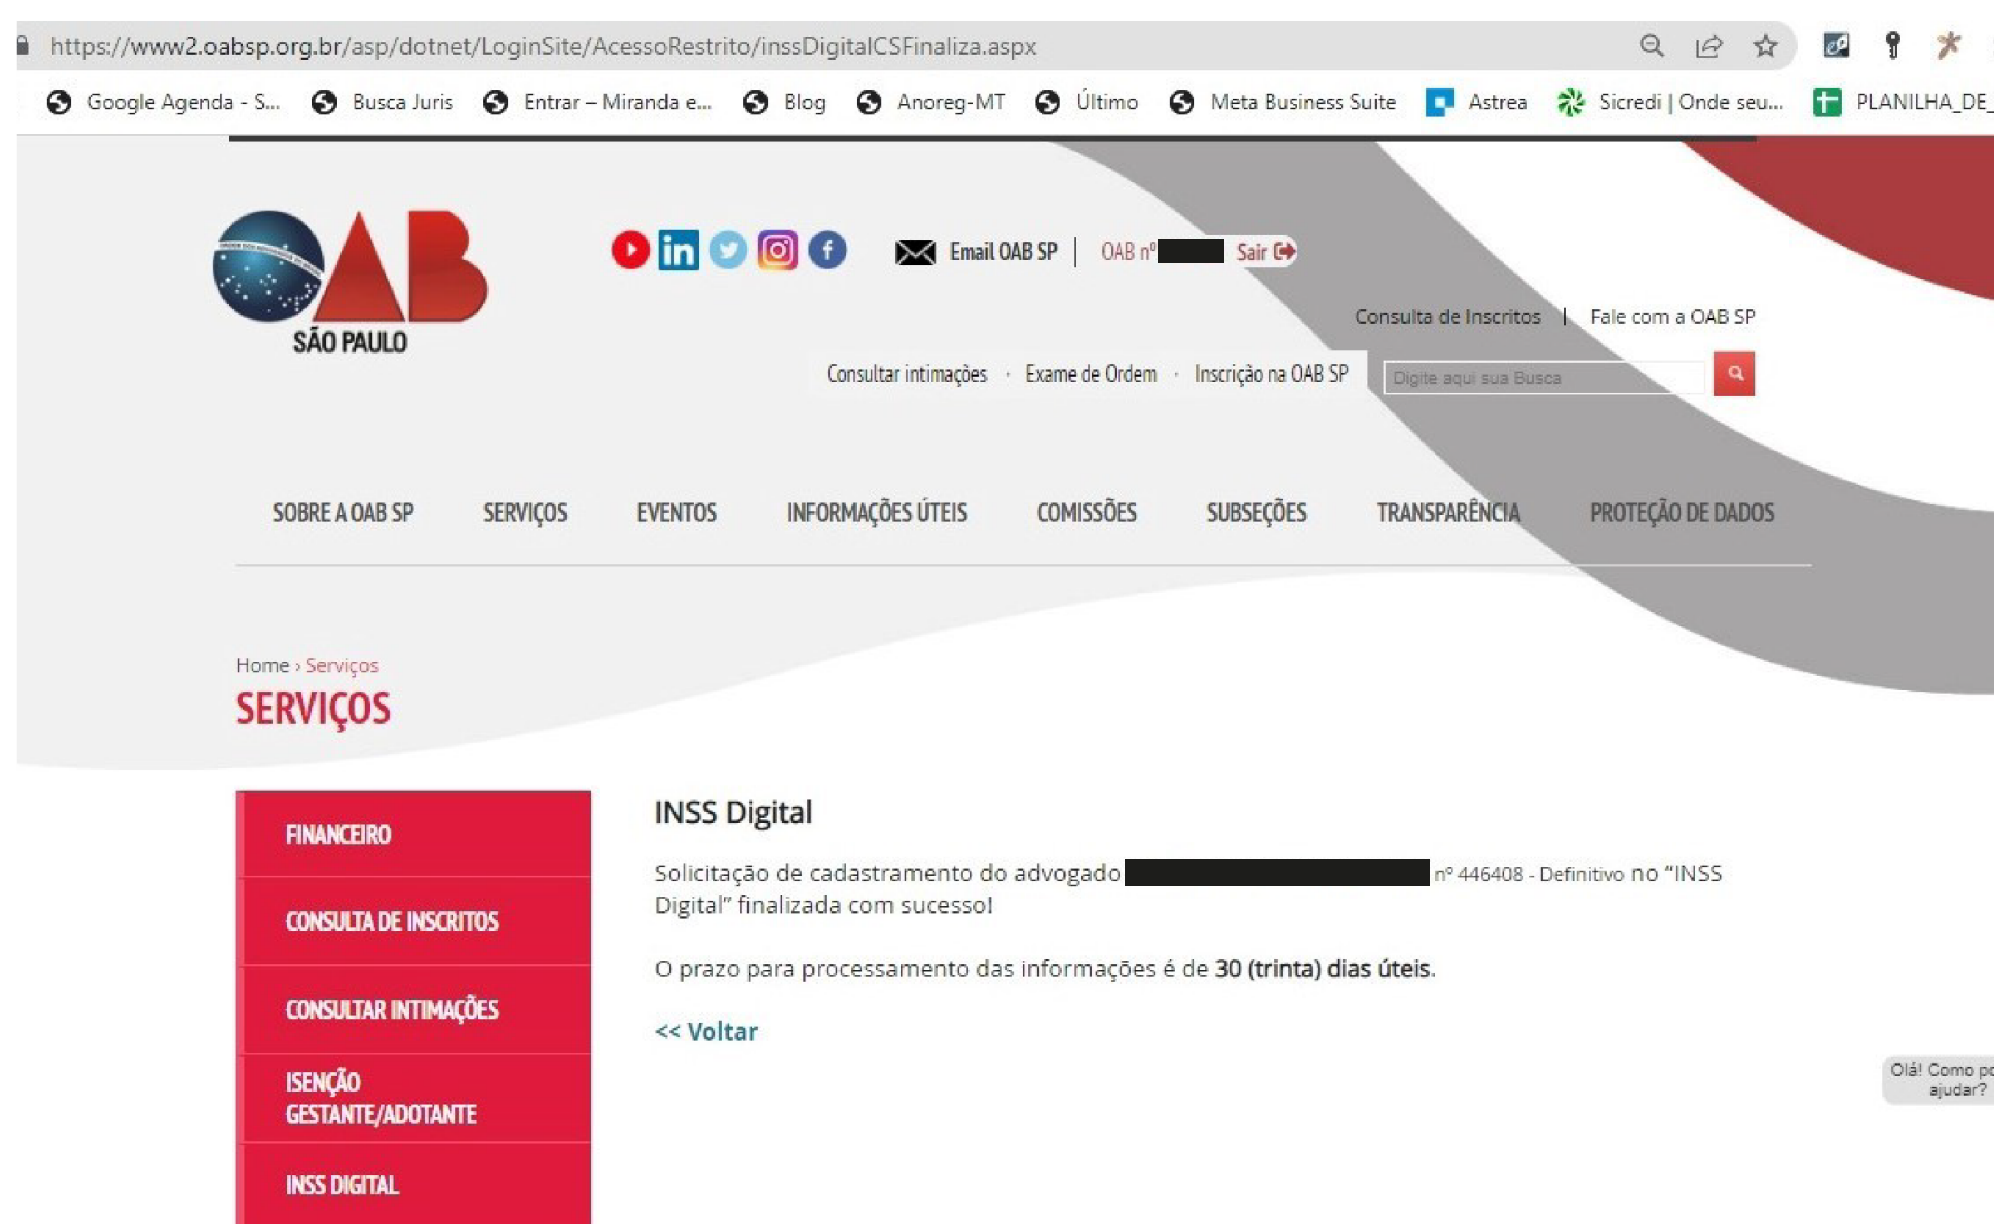 https://www2.oabsp.org.br/asp/dotnet/LoginSite/AcessoRestrito/inssDigitalCSFinaliza.aspx
Google Agenda - S... Busca Juris Entrar – Miranda e... Blog Anoreg-MT Último Meta Business Suite Astrea Sicredi | Onde seu... PLANILHA_DE_
OAB
SÃO PAULO
Email OAB SP | OAB nº Sair
Consulta de Inscritos | Fale com a OAB SP
Consultar intimações · Exame de Ordem · Inscrição na OAB SP Digite aqui sua Busca
SOBRE A OAB SP SERVIÇOS EVENTOS INFORMAÇÕES ÚTEIS COMISSÕES SUBSEÇÕES TRANSPARÊNCIA PROTEÇÃO DE DADOS
Home › Serviços
SERVIÇOS
FINANCEIRO
CONSULTA DE INSCRITOS
CONSULTAR INTIMAÇÕES
ISENÇÃO
GESTANTE/ADOTANTE
INSS DIGITAL
INSS Digital
Solicitação de cadastramento do advogado nº 446408 - Definitivo no “INSS
Digital” finalizada com sucesso!
O prazo para processamento das informações é de 30 (trinta) dias úteis.
<< Voltar
Olá! Como po
ajudar?